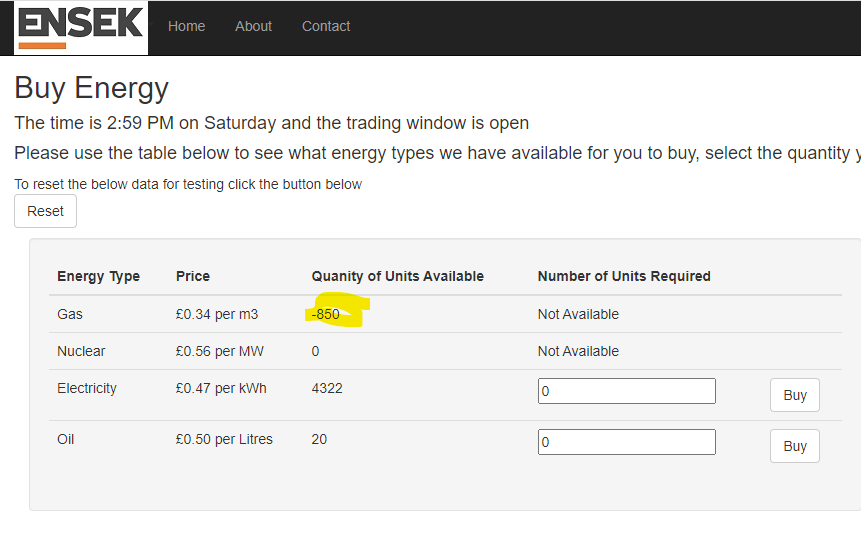 ENSEK Home About Contact
Buy Energy
The time is 2:59 PM on Saturday and the trading window is open
Please use the table below to see what energy types we have available for you to buy, select the quantity
To reset the below data for testing click the button below
Reset
Energy Type Price Quanity of Units Available Number of Units Required
Gas £0.34 per m3 -850 Not Available
Nuclear £0.56 per MW 0 Not Available
Electricity £0.47 per kWh 4322 0 Buy
Oil £0.50 per Litres 20 0 Buy